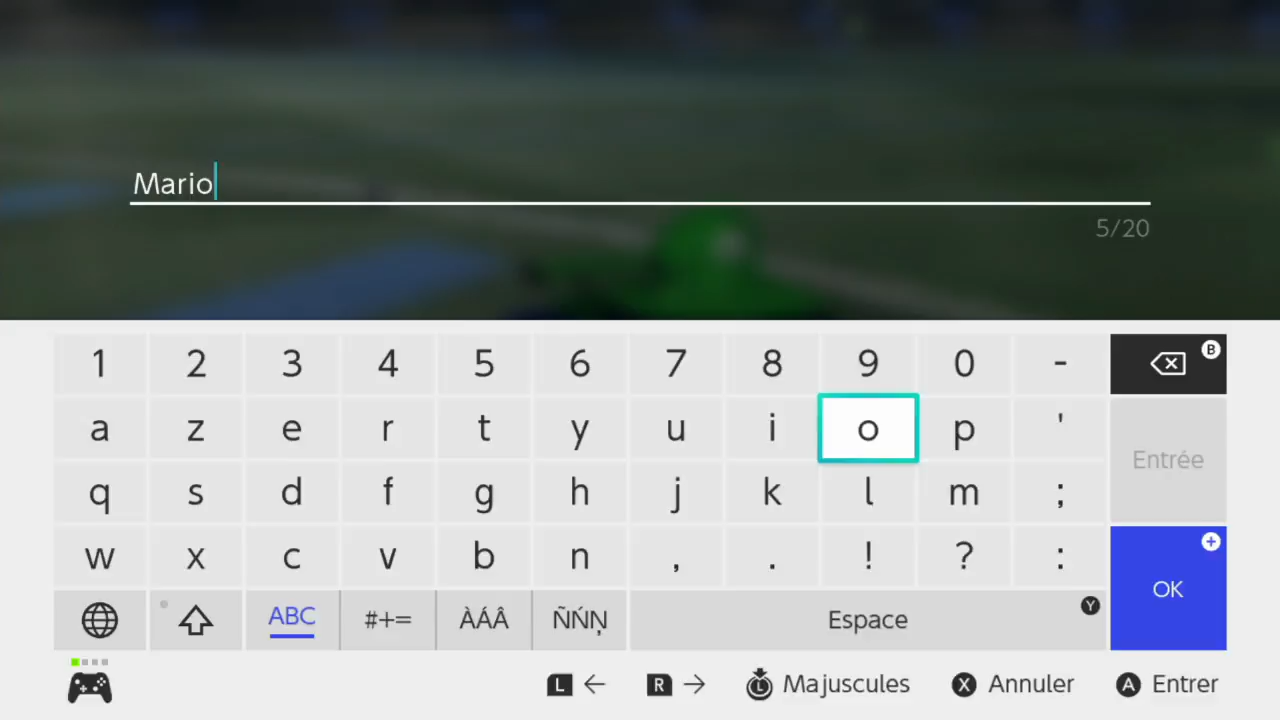 Mario
5/20
1 2 3 4 5 6 7 8 9 0 - B
a z e r t y u i o p '
Entrée
q s d f g h j k l m ;
w x c v b n , . ! ? : +
OK
ABC #+= ÀÁÂ ÑŃŅ Espace Y
L ← R → L Majuscules X Annuler A Entrer